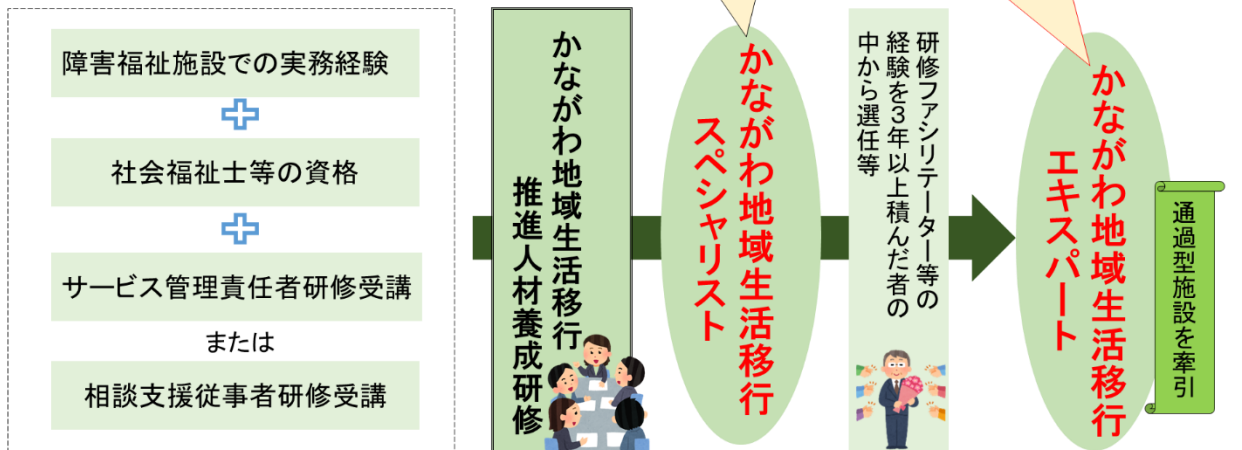 障害福祉施設での実務経験
社会福祉士等の資格
サービス管理責任者研修受講
または
相談支援従事者研修受講
かながわ地域生活移行
推進人材養成研修
かながわ地域生活移行
スペシャリスト
研修ファシリテーター等の
経験を３年以上積んだ者の
中から選任等
かながわ地域生活移行
エキスパート
通過型施設を牽引